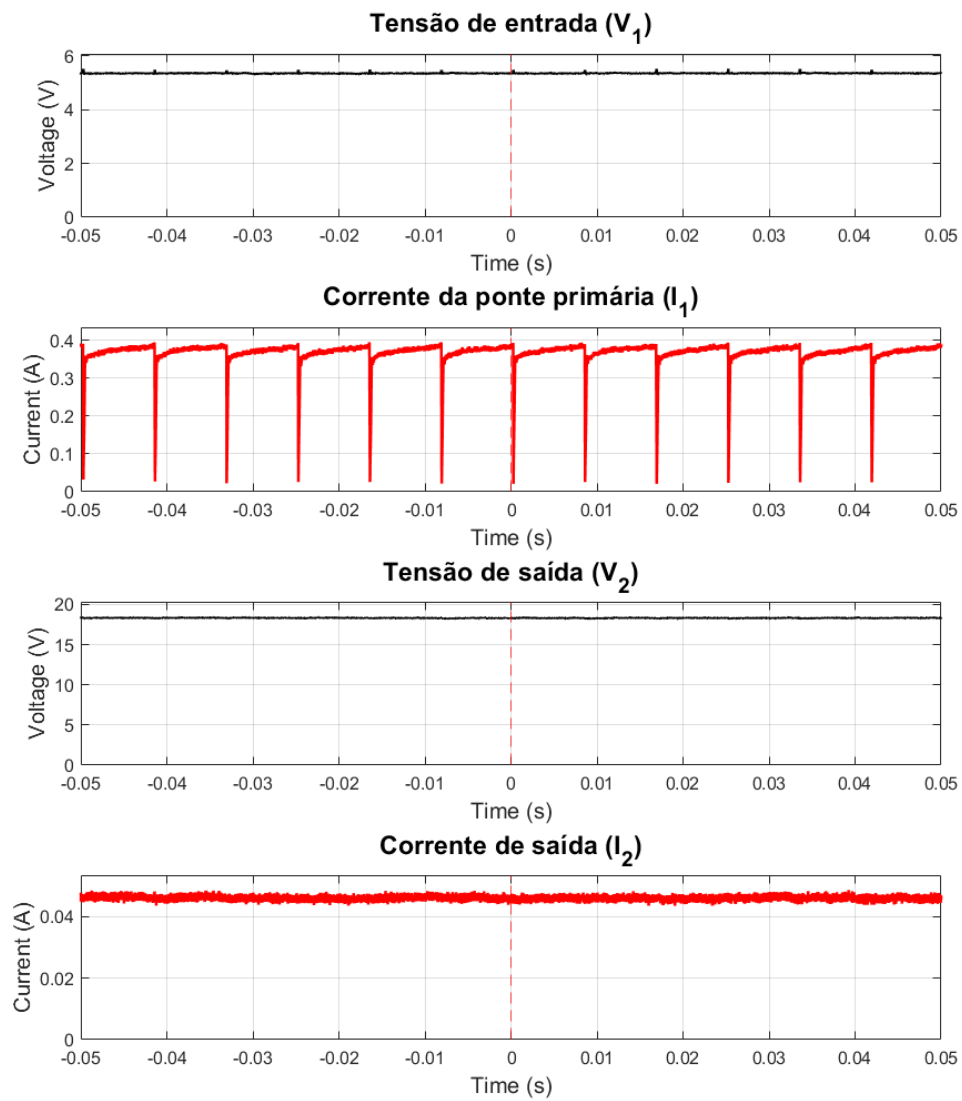 Tensão de entrada (V1)
6
4
2
0
Voltage (V)
-0.05 -0.04 -0.03 -0.02 -0.01 0 0.01 0.02 0.03 0.04 0.05
Time (s)
Corrente da ponte primária (I1)
0.4
0.3
0.2
0.1
0
Current (A)
-0.05 -0.04 -0.03 -0.02 -0.01 0 0.01 0.02 0.03 0.04 0.05
Time (s)
Tensão de saída (V2)
20
15
10
5
0
Voltage (V)
-0.05 -0.04 -0.03 -0.02 -0.01 0 0.01 0.02 0.03 0.04 0.05
Time (s)
Corrente de saída (I2)
0.04
0.02
0
Current (A)
-0.05 -0.04 -0.03 -0.02 -0.01 0 0.01 0.02 0.03 0.04 0.05
Time (s)